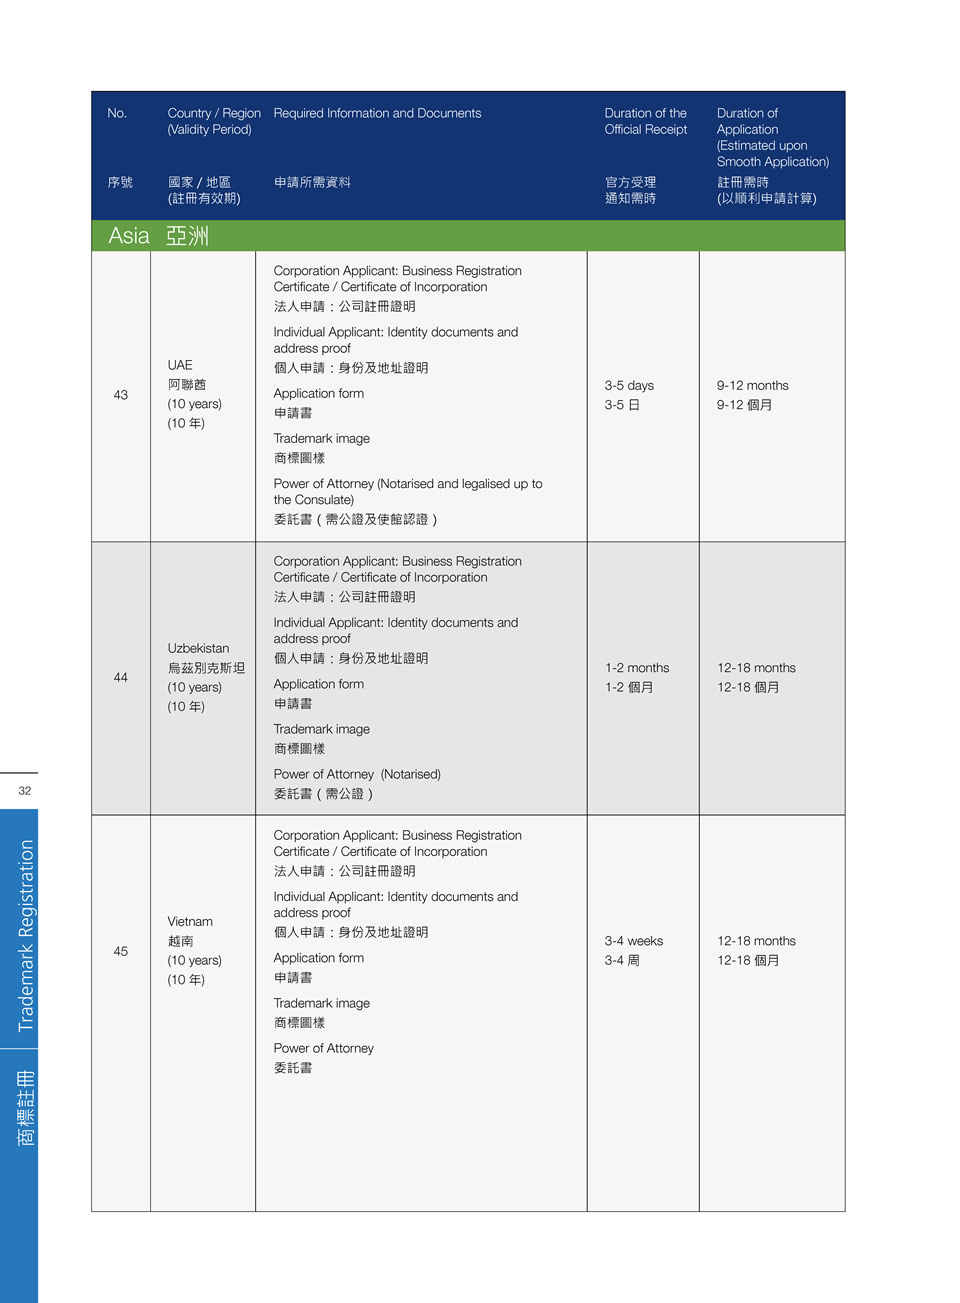 No.
Country / Region
(Validity Period)
Required Information and Documents
Duration of the
Official Receipt
Duration of
Application
(Estimated upon
Smooth Application)
序號
國家 / 地區
(註冊有效期)
申請所需資料
官方受理
通知需時
註冊需時
(以順利申請計算)
Asia 亞洲
43
UAE
阿聯酋
(10 years)
(10 年)
Corporation Applicant: Business Registration
Certificate / Certificate of Incorporation
法人申請：公司註冊證明
Individual Applicant: Identity documents and
address proof
個人申請：身份及地址證明
Application form
申請書
Trademark image
商標圖樣
Power of Attorney (Notarised and legalised up to
the Consulate)
委託書（需公證及使館認證）
3-5 days
3-5 日
9-12 months
9-12 個月
44
Uzbekistan
烏茲別克斯坦
(10 years)
(10 年)
Corporation Applicant: Business Registration
Certificate / Certificate of Incorporation
法人申請：公司註冊證明
Individual Applicant: Identity documents and
address proof
個人申請：身份及地址證明
Application form
申請書
Trademark image
商標圖樣
Power of Attorney (Notarised)
委託書（需公證）
1-2 months
1-2 個月
12-18 months
12-18 個月
45
Vietnam
越南
(10 years)
(10 年)
Corporation Applicant: Business Registration
Certificate / Certificate of Incorporation
法人申請：公司註冊證明
Individual Applicant: Identity documents and
address proof
個人申請：身份及地址證明
Application form
申請書
Trademark image
商標圖樣
Power of Attorney
委託書
3-4 weeks
3-4 周
12-18 months
12-18 個月
32
Trademark Registration
商標註冊